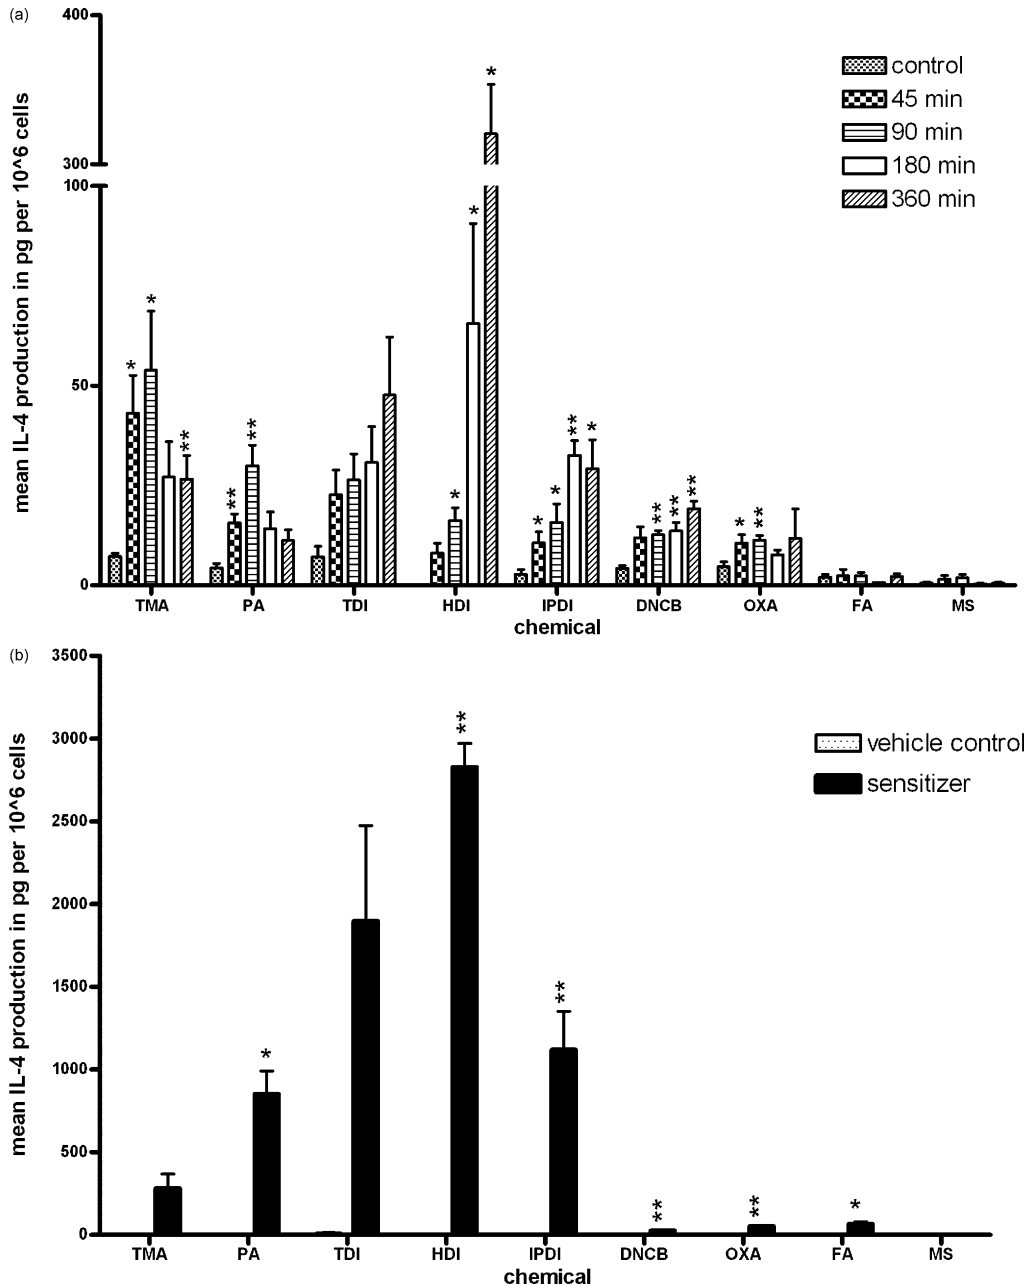 (a)
mean IL-4 production in pg per 10^6 cells
400
300
100
50
0
control
45 min
90 min
180 min
360 min
* * ** ** ** * * * * * ** * ** ** ** * **
TMA PA TDI HDI IPDI DNCB OXA FA MS
chemical
(b)
mean IL-4 production in pg per 10^6 cells
3500
3000
2500
2000
1500
1000
500
0
vehicle control
sensitizer
* ** ** ** ** *
TMA PA TDI HDI IPDI DNCB OXA FA MS
chemical